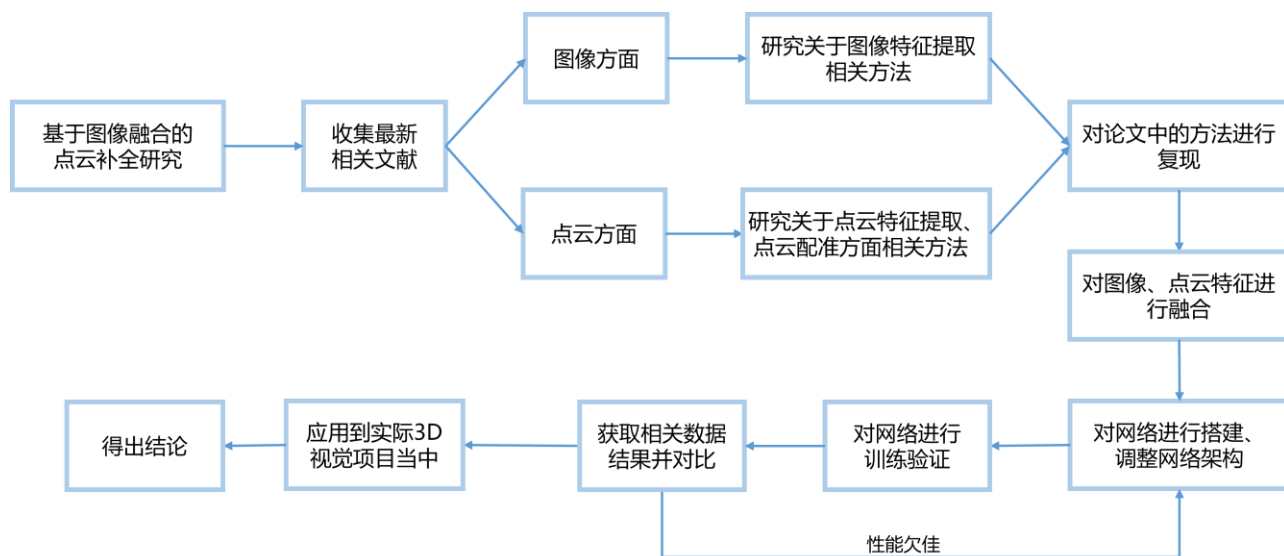 图像方面
研究关于图像特征提取
相关方法
基于图像融合的
点云补全研究
收集最新
相关文献
对论文中的方法进行
复现
点云方面
研究关于点云特征提取、
点云配准方面相关方法
对图像、点云特征进
行融合
得出结论
应用到实际3D
视觉项目当中
获取相关数据
结果并对比
对网络进行
训练验证
对网络进行搭建、
调整网络架构
性能欠佳